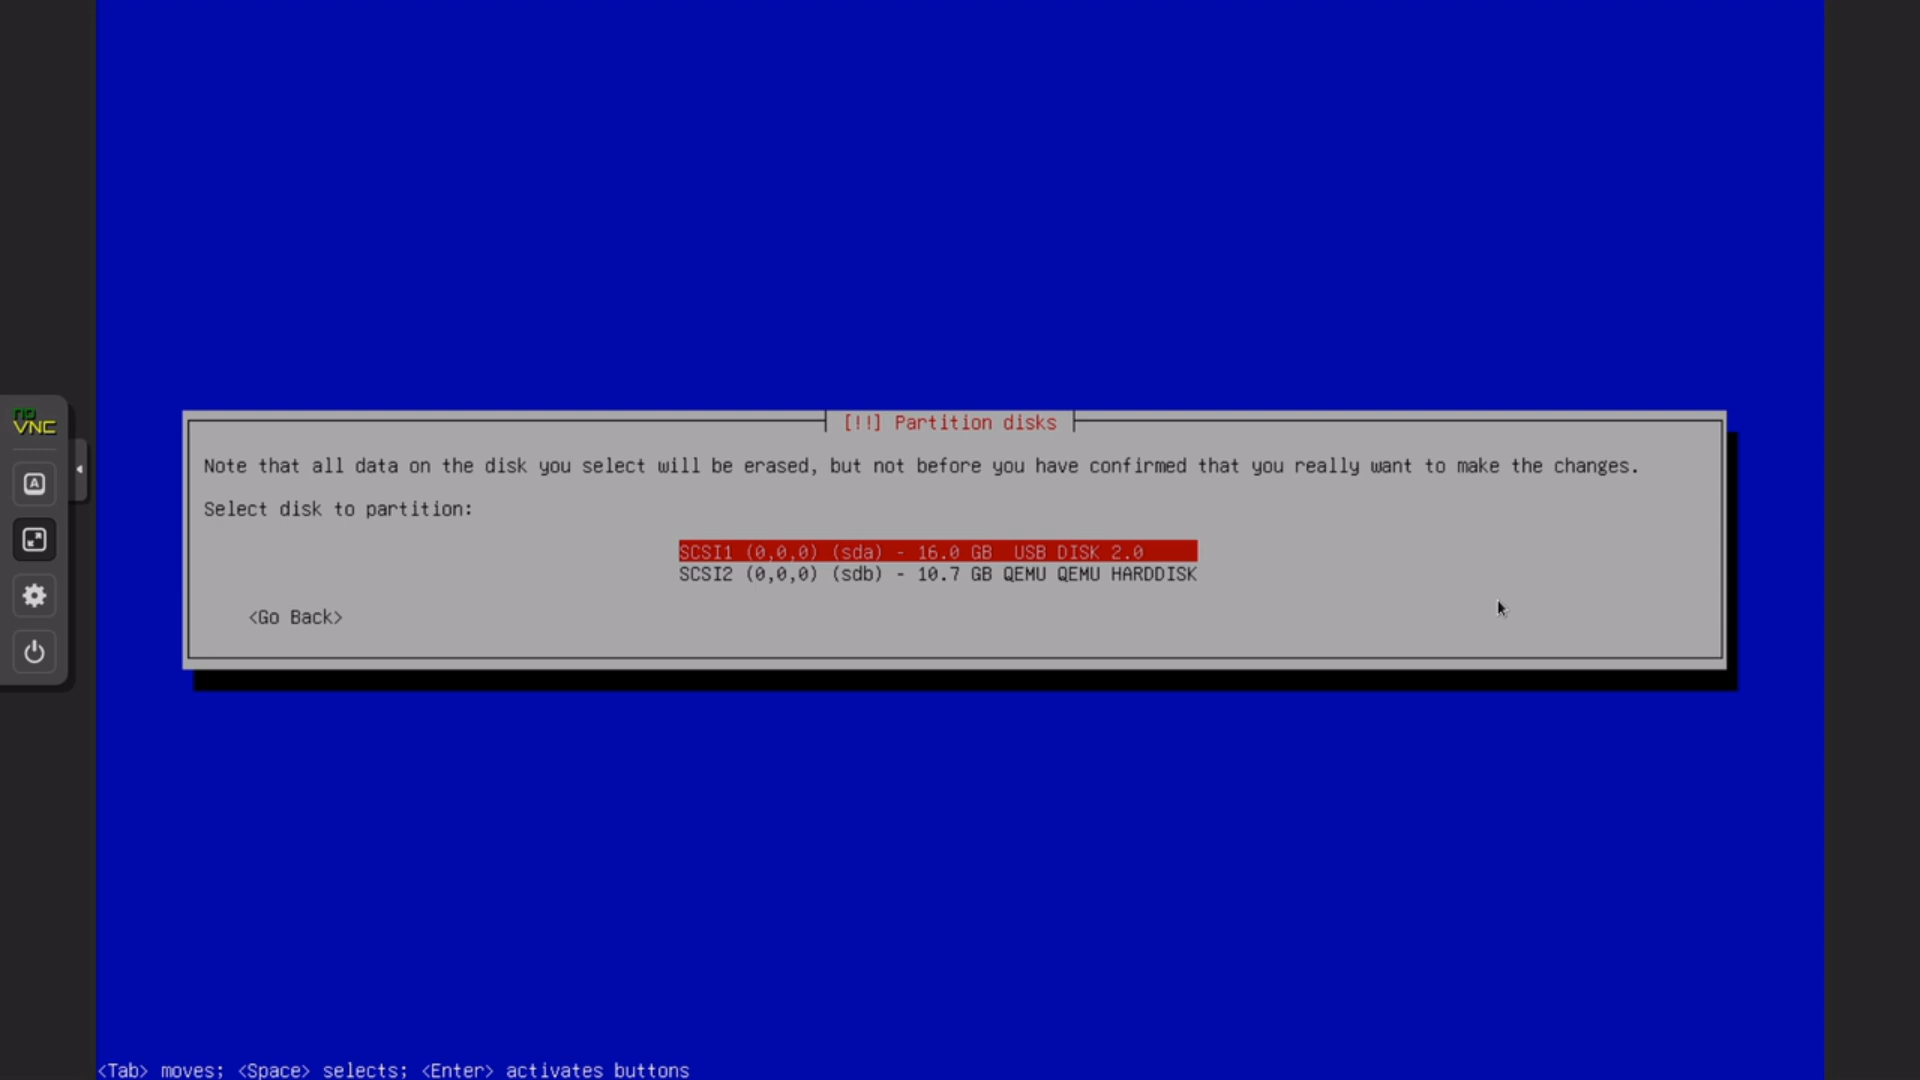 [!!] Partition disks
Note that all data on the disk you select will be erased, but not before you have confirmed that you really want to make the changes.
Select disk to partition:
SCSI1 (0,0,0) (sda) - 16.0 GB  USB DISK 2.0
SCSI2 (0,0,0) (sdb) - 10.7 GB QEMU QEMU HARDDISK
<Go Back>
no
VNC
A
<Tab> moves; <Space> selects; <Enter> activates buttons